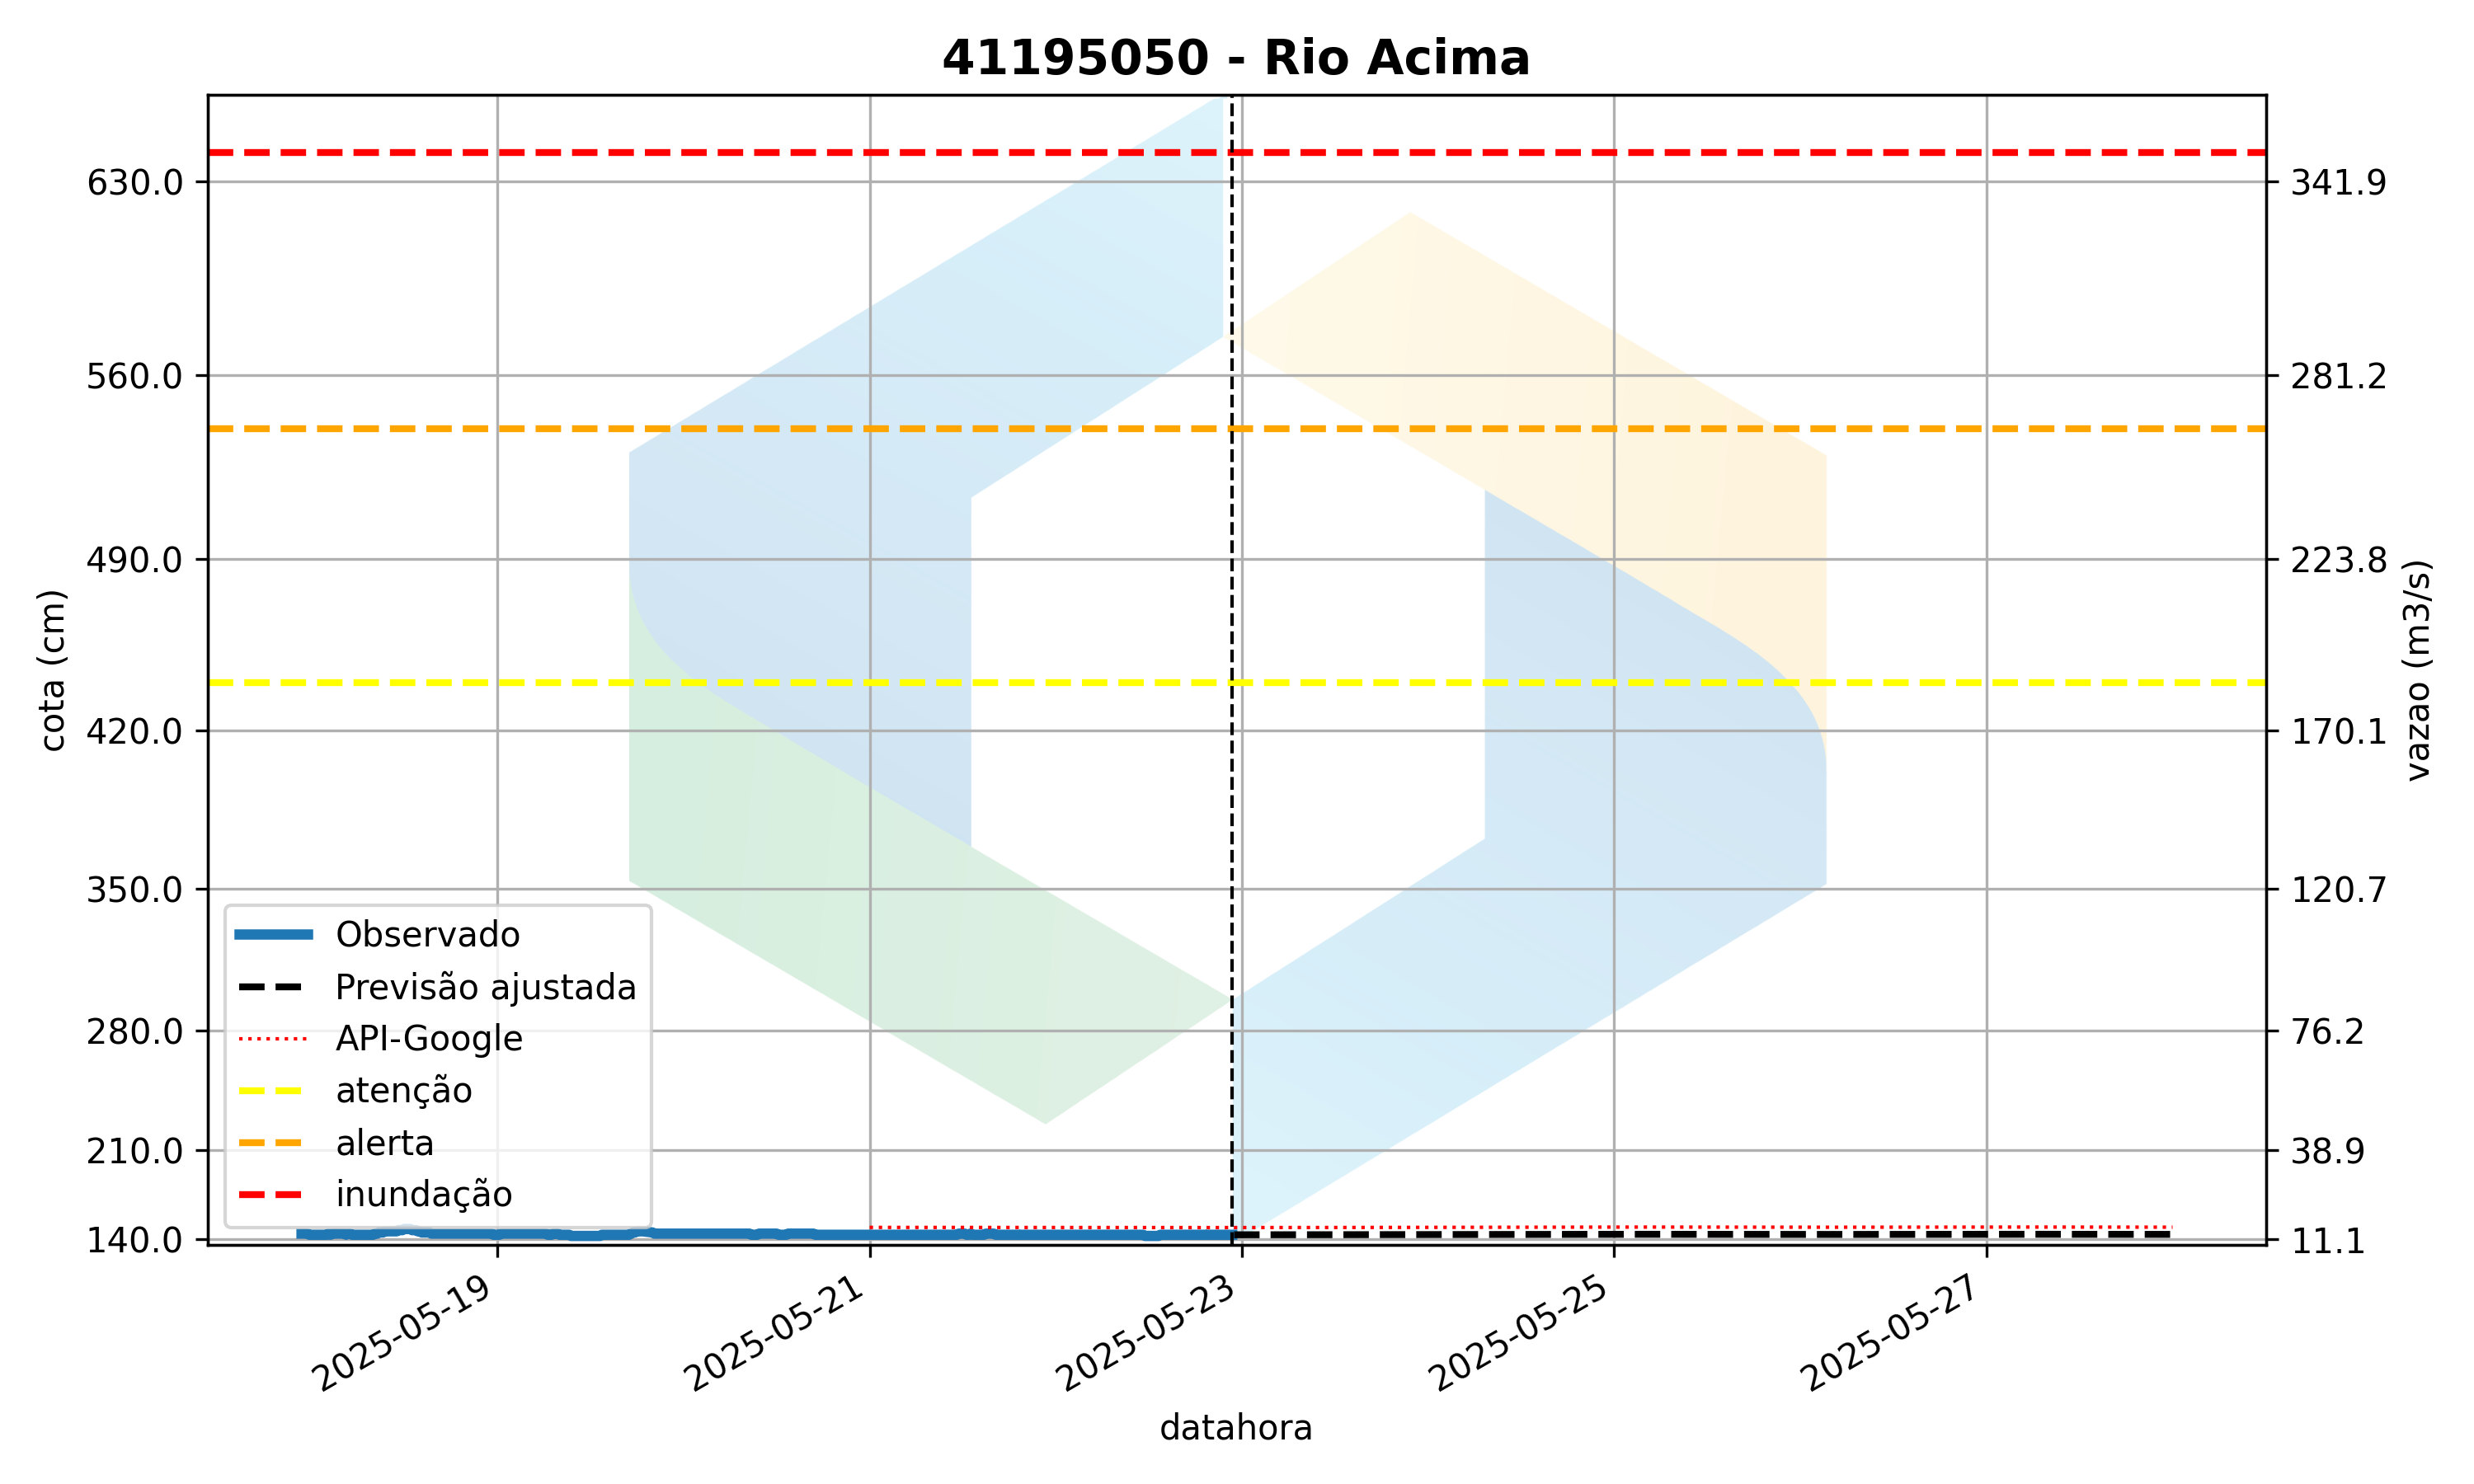 41195050 - Rio Acima
630.0
560.0
490.0
420.0
350.0
280.0
210.0
140.0
cota (cm)
341.9
281.2
223.8
170.1
120.7
76.2
38.9
11.1
vazao (m3/s)
Observado
Previsão ajustada
API-Google
atenção
alerta
inundação
2025-05-19
2025-05-21
2025-05-23
2025-05-25
2025-05-27
datahora